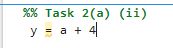 %% Task 2(a) (ii)
y = a + 4